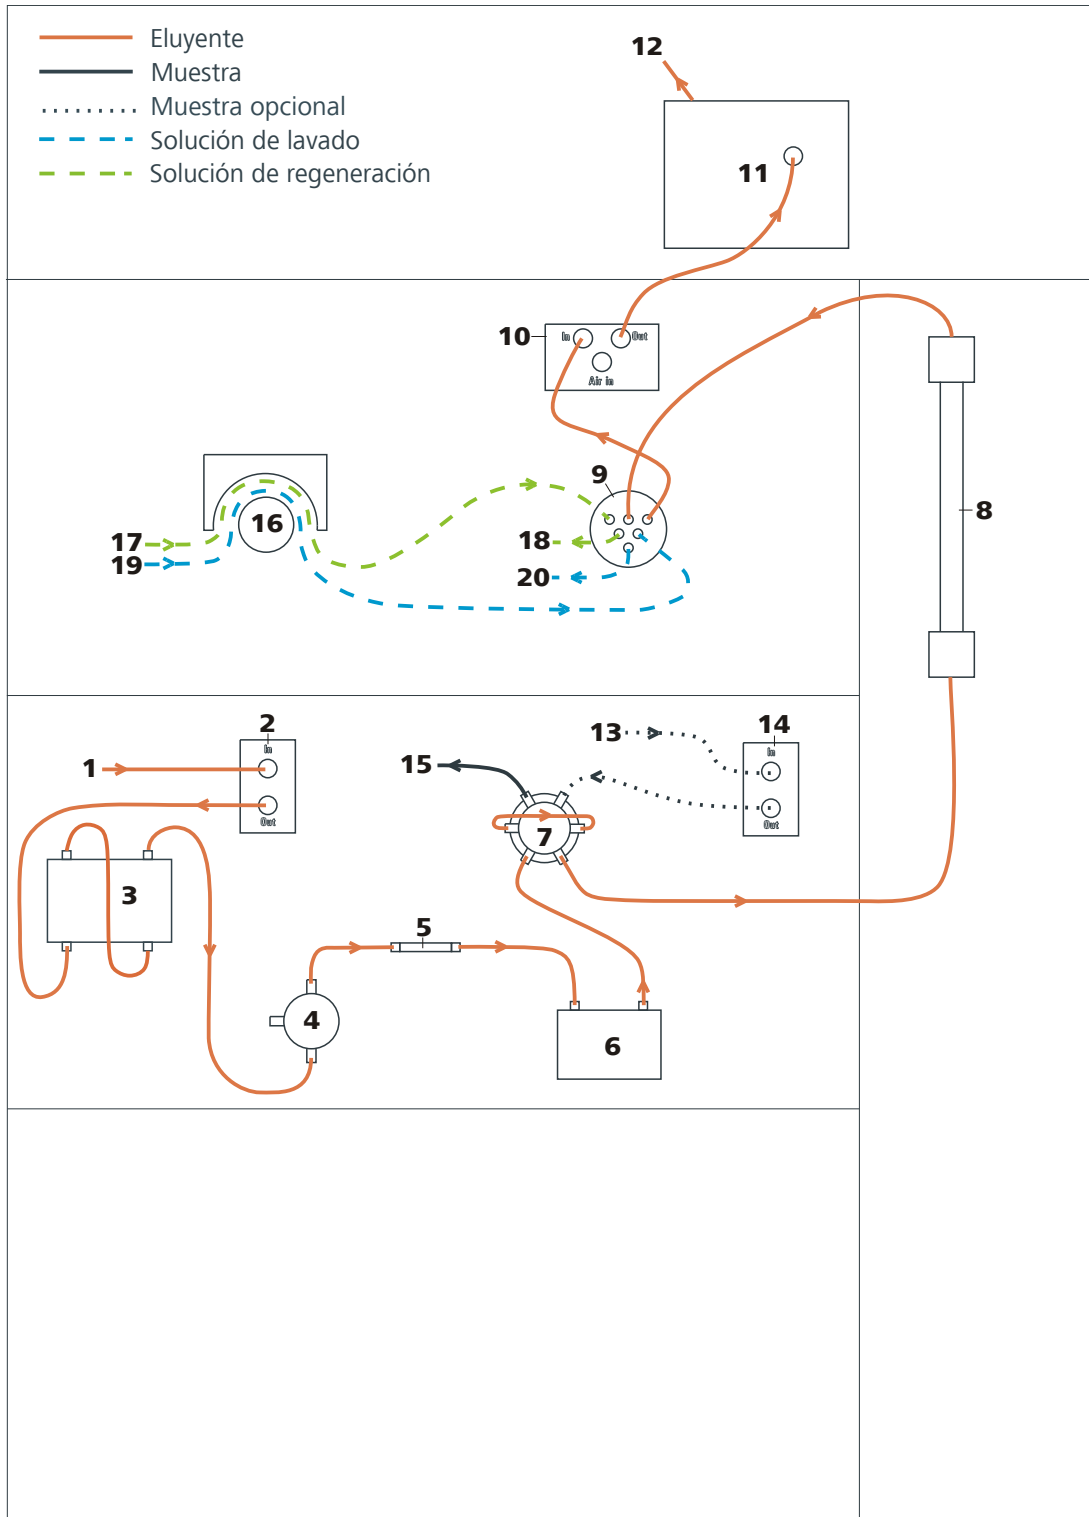 Eluyente
Muestra
Muestra opcional
Solución de lavado
Solución de regeneración
12
11
10
In
Out
Air in
9
8
16
17
19
18
20
2
In
1
Out
3
13
14
In
Out
15
7
5
4
6